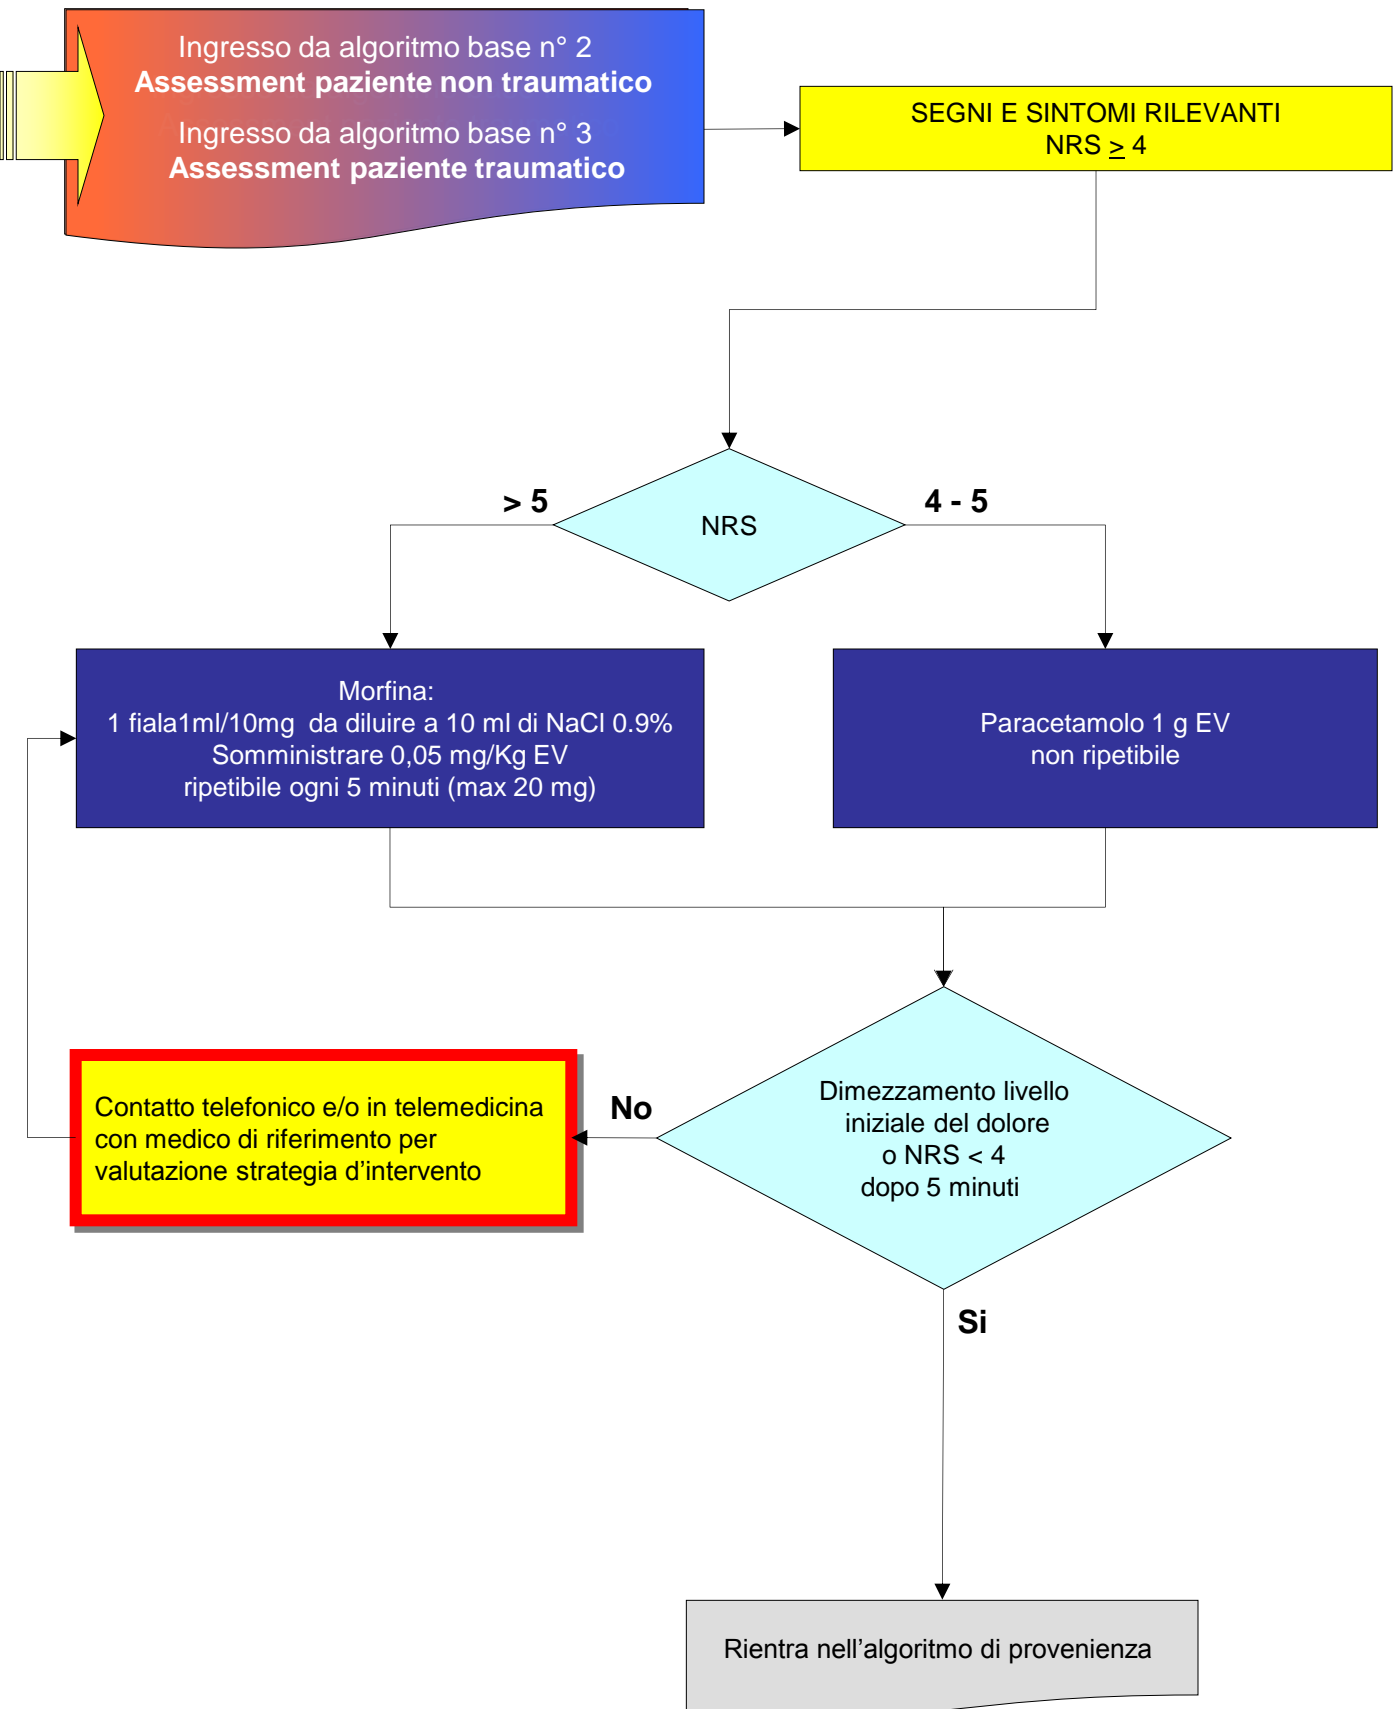 Ingresso da algoritmo base n° 2
Assessment paziente non traumatico
Ingresso da algoritmo base n° 3
Assessment paziente traumatico
SEGNI E SINTOMI RILEVANTI
NRS ≥ 4
> 5
4 - 5
NRS
Morfina:
1 fiala1ml/10mg  da diluire a 10 ml di NaCl 0.9%
Somministrare 0,05 mg/Kg EV
ripetibile ogni 5 minuti (max 20 mg)
Paracetamolo 1 g EV
non ripetibile
Dimezzamento livello
iniziale del dolore
o NRS < 4
dopo 5 minuti
No
Contatto telefonico e/o in telemedicina
con medico di riferimento per
valutazione strategia d’intervento
Si
Rientra nell’algoritmo di provenienza